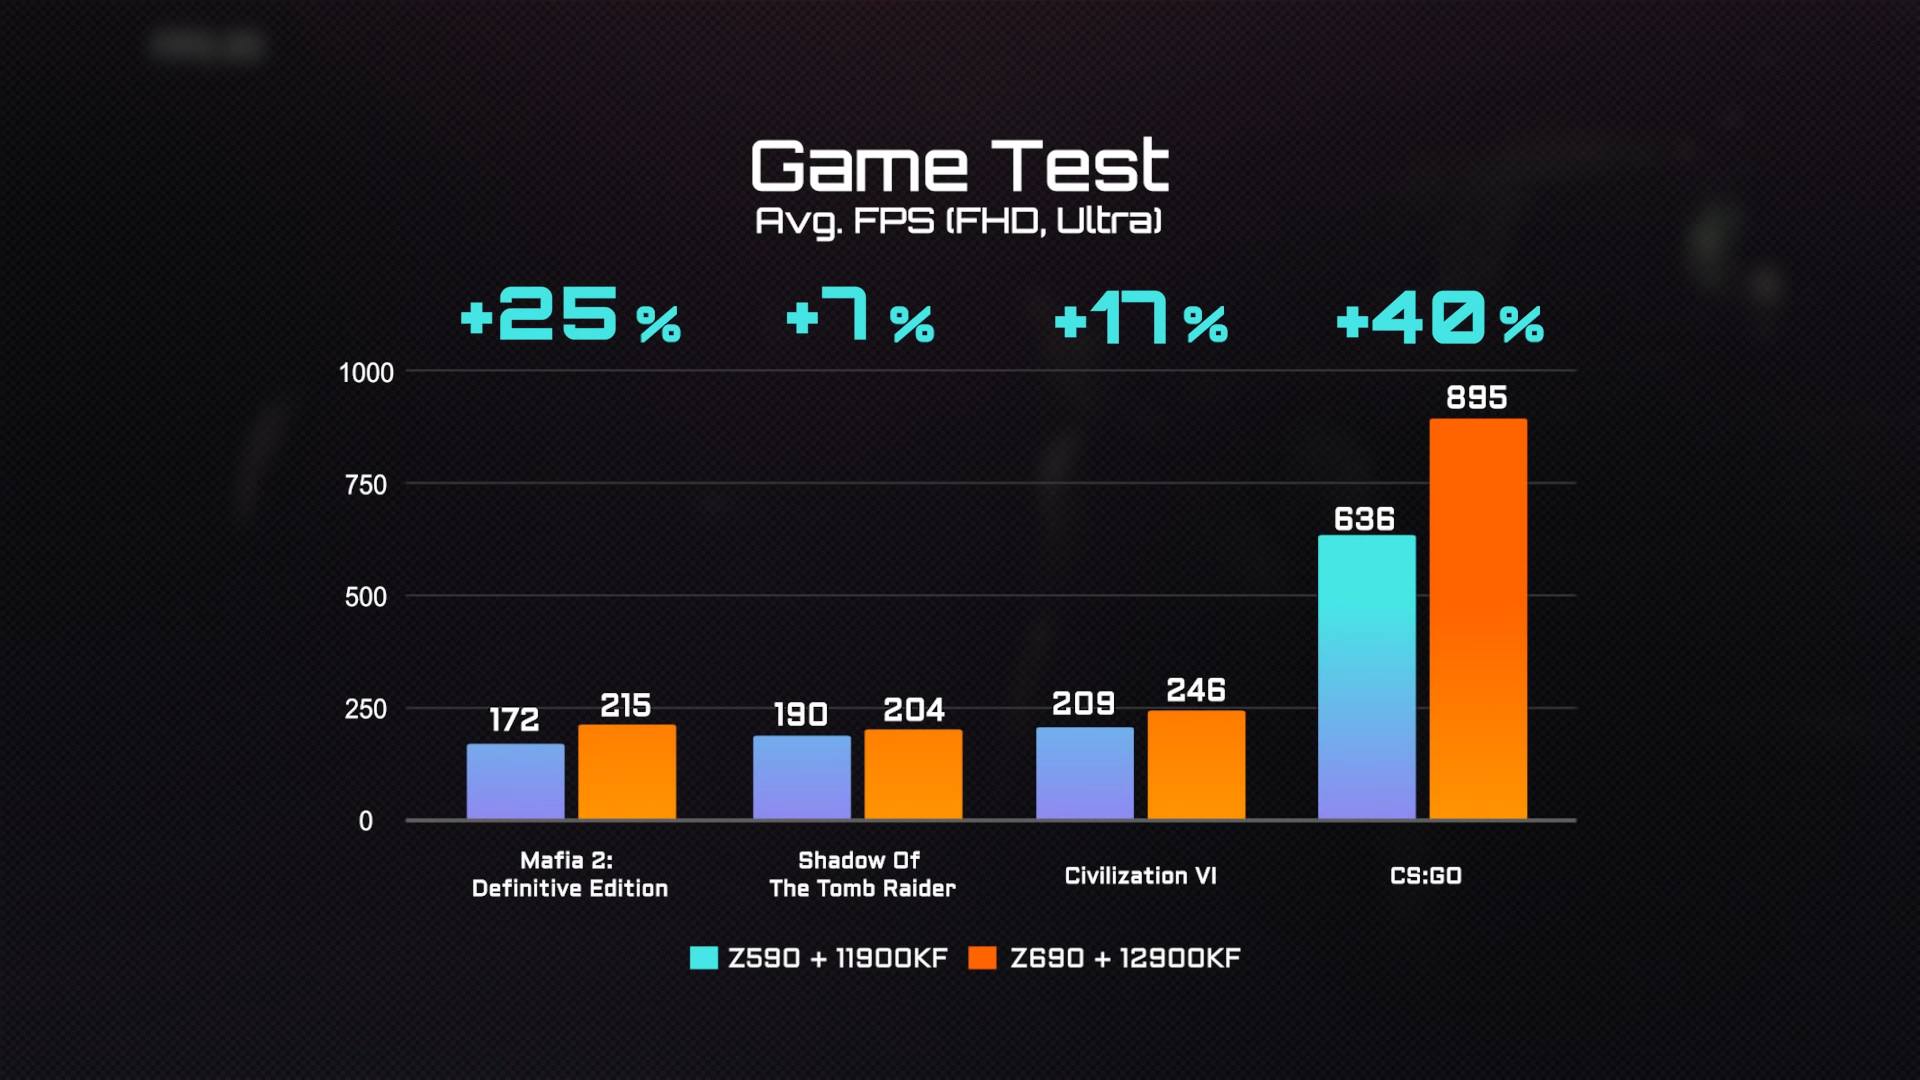 Game Test
Avg. FPS (FHD, Ultra)
+25 % +7 % +17 % +40 %
1000
750
500
250
0
172 215 190 204 209 246 636 895
Mafia 2:
Definitive Edition
Shadow Of
The Tomb Raider
Civilization VI
CS:GO
Z590 + 11900KF Z690 + 12900KF